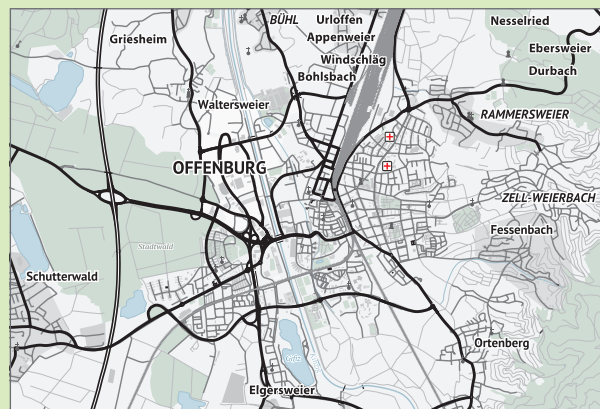 BÜHL
Urloffen
Nesselried
Appenweier
Griesheim
Ebersweier
Windschläg
Durbach
Bohlsbach
Waltersweier
RAMMERSWEIER
OFFENBURG
ZELL-WEIERBACH
Fessenbach
Stadtwald
Schutterwald
Ortenberg
Elgersweier